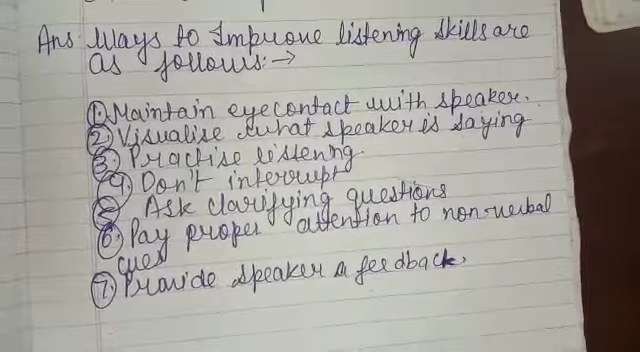 Ans Ways to Improve listening skills are
as follows:→
① Maintain eye contact with speaker.
② Visualise what speaker is saying
③ Practise listening
④ Don't interrupt
⑤ Ask clarifying questions
⑥ Pay proper attention to non-verbal
cues
⑦ Provide speaker a feedback.